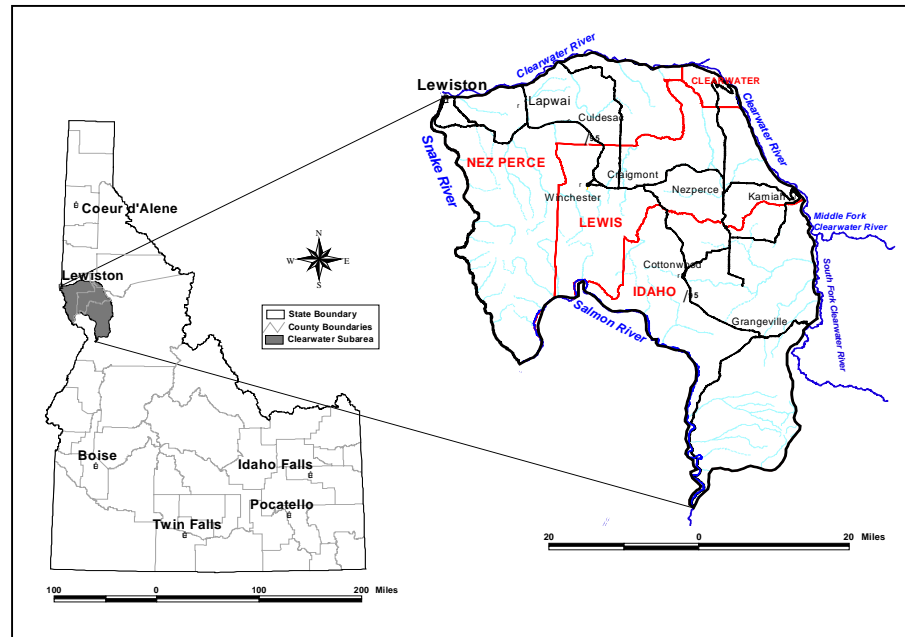 Coeur d'Alene
Lewiston
Boise
Idaho Falls
Pocatello
Twin Falls
N
W
E
S
State Boundary
County Boundaries
Clearwater Subarea
100
0
100
200
Miles
Clearwater River
Lewiston
Lapwai
Culdesac
95
CLEARWATER
Clearwater River
Snake River
NEZ PERCE
Craigmont
Winchester
Nezperce
Kamiah
LEWIS
Middle Fork
Clearwater River
Cottonwood
IDAHO
95
Salmon River
Grangeville
South Fork Clearwater River
20
0
20
Miles